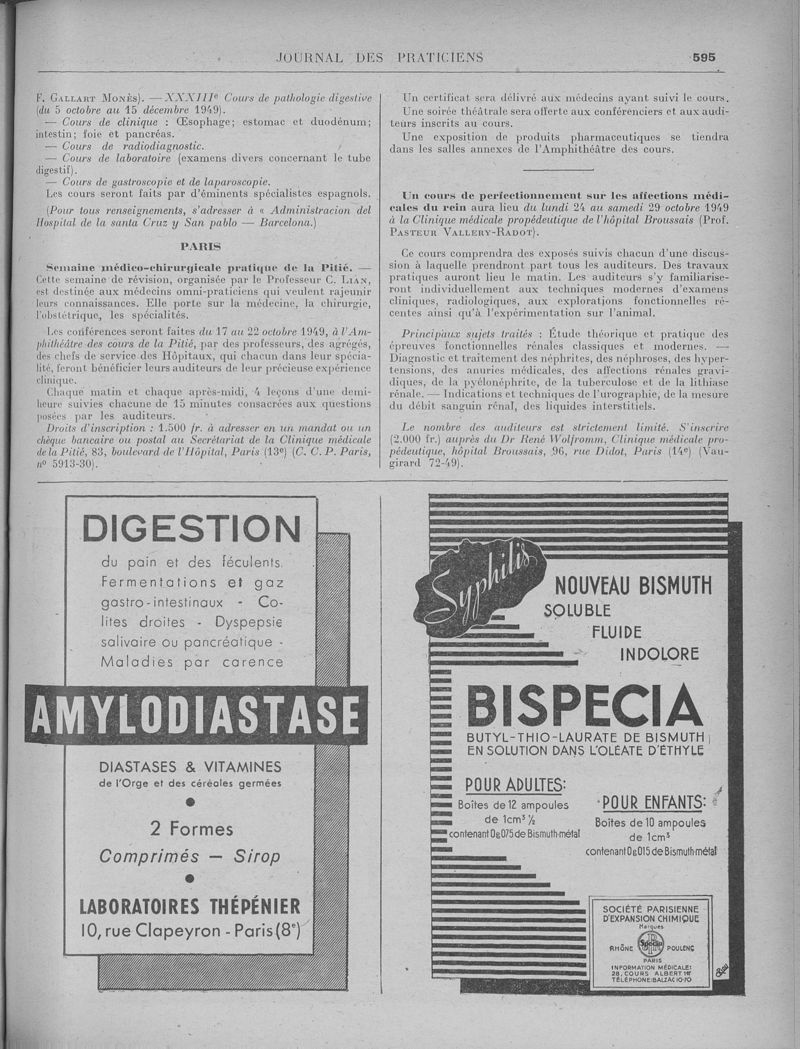 JOURNAL DES PRATICIENS
595
F. GALLART MONÈS). — XXXIIIe Cours de pathologie digestive
(du 5 octobre au 15 décembre 1949).
— Cours de clinique : Œsophage; estomac et duodénum;
intestin; foie et pancréas.
— Cours de radiodiagnostic.
— Cours de laboratoire (examens divers concernant le tube
digestif).
— Cours de gastroscopie et de laparoscopie.
Les cours seront faits par d'éminents spécialistes espagnols.
(Pour tous renseignements, s'adresser à « Administracion del
Hospital de la santa Cruz y San pablo — Barcelona.)
PARIS
Semaine médico-chirurgicale pratique de la Pitié. —
Cette semaine de révision, organisée par le Professeur C. LIAN,
est destinée aux médecins omni-praticiens qui veulent rajeunir
leurs connaissances. Elle porte sur la médecine, la chirurgie,
l'obstétrique, les spécialités.
Les conférences seront faites du 17 au 22 octobre 1949, à l'Am-
phithéâtre des cours de la Pitié, par des professeurs, des agrégés,
des chefs de service des Hôpitaux, qui chacun dans leur spécia-
lité, feront bénéficier leurs auditeurs de leur précieuse expérience
clinique.
Chaque matin et chaque après-midi, 4 leçons d'une demi-
heure suivies chacune de 15 minutes consacrées aux questions
posées par les auditeurs.
Droits d'inscription : 1.500 fr. à adresser en un mandat ou un
chèque bancaire ou postal au Secrétariat de la Clinique médicale
de la Pitié, 83, boulevard de l'Hôpital, Paris (13e) (C. C. P. Paris,
no 5913-30).
Un certificat sera délivré aux médecins ayant suivi le cours.
Une soirée théâtrale sera offerte aux conférenciers et aux audi-
teurs inscrits au cours.
Une exposition de produits pharmaceutiques se tiendra
dans les salles annexes de l'Amphithéâtre des cours.
Un cours de perfectionnement sur les affections médi-
cales du rein aura lieu du lundi 24 au samedi 29 octobre 1949
à la Clinique médicale propédeutique de l'hôpital Broussais (Prof.
PASTEUR VALLERY-RADOT).
Ce cours comprendra des exposés suivis chacun d'une discus-
sion à laquelle prendront part tous les auditeurs. Des travaux
pratiques auront lieu le matin. Les auditeurs s'y familiarise-
ront individuellement aux techniques modernes d'examens
cliniques, radiologiques, aux explorations fonctionnelles ré-
centes ainsi qu'à l'expérimentation sur l'animal.
Principaux sujets traités : Étude théorique et pratique des
épreuves fonctionnelles rénales classiques et modernes. —
Diagnostic et traitement des néphrites, des néphroses, des hyper-
tensions, des anuries médicales, des affections rénales gravi-
diques, de la pyélonéphrite, de la tuberculose et de la lithiase
rénale. — Indications et techniques de l'urographie, de la mesure
du débit sanguin rénal, des liquides interstitiels.
Le nombre des auditeurs est strictement limité. S'inscrire
(2.000 fr.) auprès du Dr René Wolfromm, Clinique médicale pro-
pédeutique, hôpital Broussais, 96, rue Didot, Paris (14e) (Vau-
girard 72-49).
DIGESTION
du pain et des féculents.
Fermentations et gaz
gastro-intestinaux - Co-
lites droites - Dyspepsie
salivaire ou pancréatique -
Maladies par carence
AMYLODIASTASE
DIASTASES & VITAMINES
de l'Orge et des céréales germées
2 Formes
Comprimés — Sirop
LABORATOIRES THÉPÉNIER
10, rue Clapeyron - Paris (8e)
Syphilis
NOUVEAU BISMUTH
SOLUBLE
FLUIDE
INDOLORE
BISPECIA
BUTYL-THIO-LAURATE DE BISMUTH
EN SOLUTION DANS L'OLÉATE D'ÉTHYLE
POUR ADULTES:
Boîtes de 12 ampoules
de 1cm³ ½
contenant 0g075 de Bismuth-métal
POUR ENFANTS:
Boîtes de 10 ampoules
de 1cm³
contenant 0g015 de Bismuth-métal
SOCIÉTÉ PARISIENNE
D'EXPANSION CHIMIQUE
Marques
RHÔNE Specia POULENC
PARIS
INFORMATION MÉDICALE:
28, COURS ALBERT 1er
TÉLÉPHONE: BALZAC 10-70